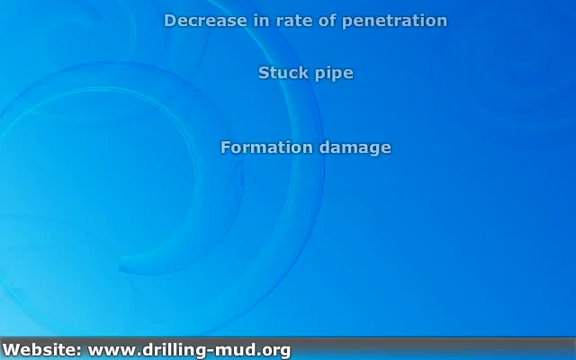 Decrease in rate of penetration
Stuck pipe
Formation damage
Website: www.drilling-mud.org